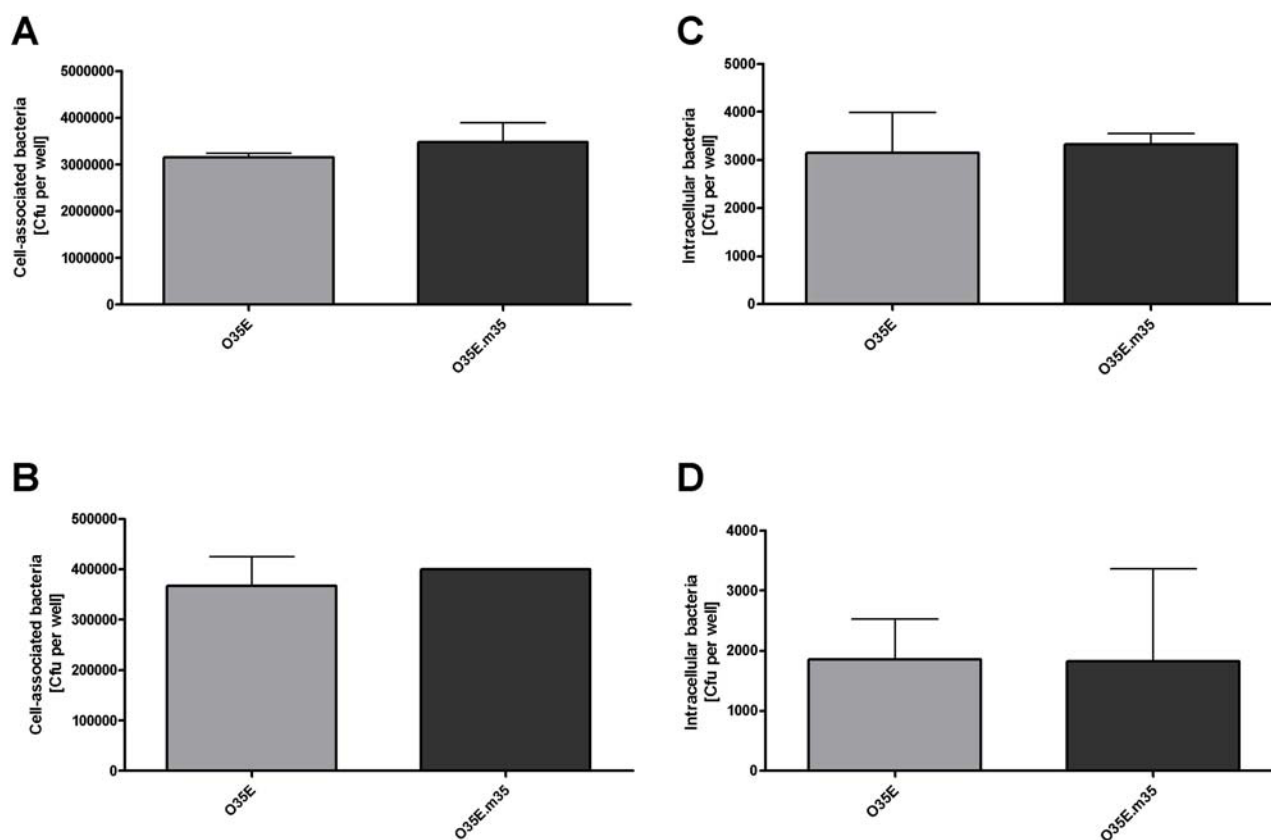 A
5000000
4000000
3000000
2000000
1000000
0
Cell-associated bacteria
[Cfu per well]
O35E
O35E.m35
C
5000
4000
3000
2000
1000
0
Intracellular bacteria
[Cfu per well]
O35E
O35E.m35
B
500000
400000
300000
200000
100000
0
Cell-associated bacteria
[Cfu per well]
O35E
O35E.m35
D
4000
3000
2000
1000
0
Intracellular bacteria
[Cfu per well]
O35E
O35E.m35